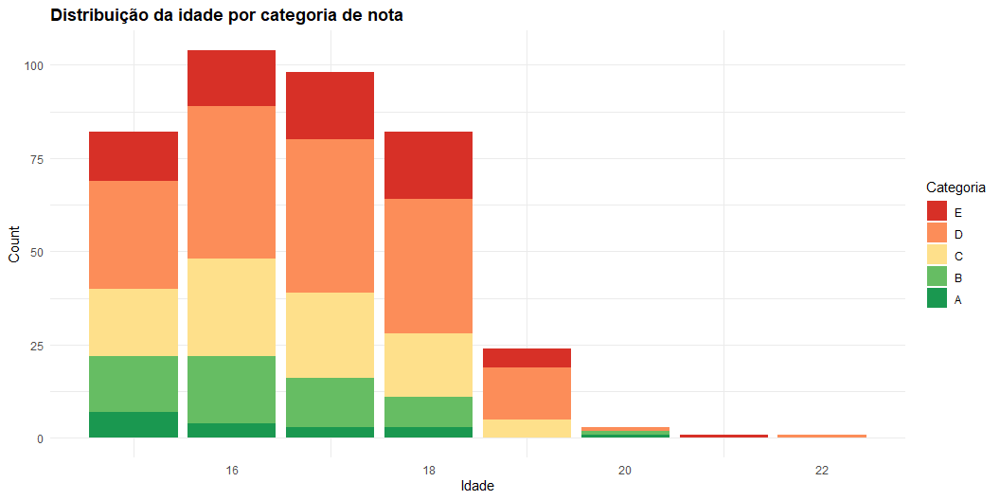 Distribuição da idade por categoria de nota
100
75
50
25
0
Count
16
18
20
22
Idade
Categoria
E
D
C
B
A